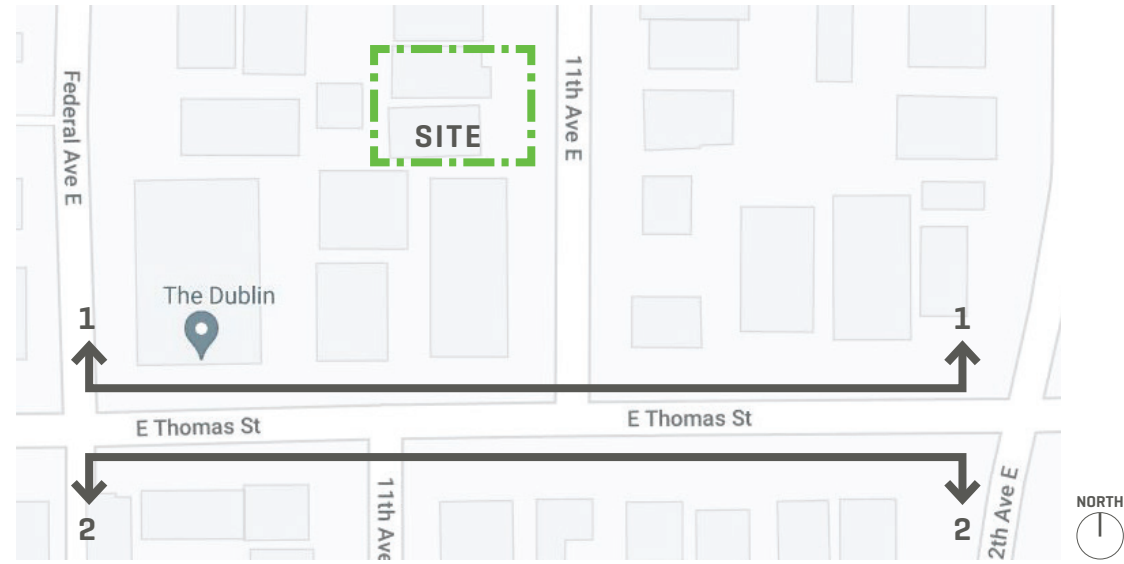 Federal Ave E
11th Ave E
SITE
The Dublin
1
1
E Thomas St
E Thomas St
2
2
11th Ave
2th Ave E
NORTH